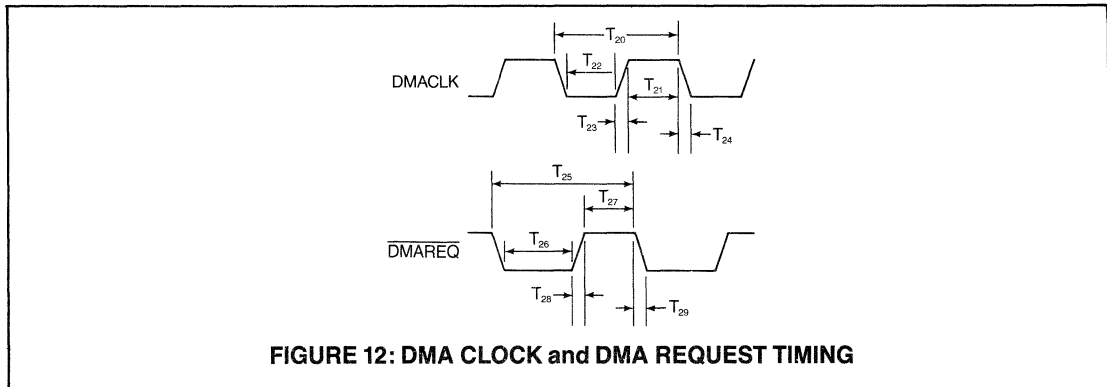 T₂₀
DMACLK
T₂₂
T₂₁
T₂₃
T₂₄
T₂₅
T₂₇
D̅M̅A̅R̅E̅Q̅
T₂₆
T₂₈
T₂₉
FIGURE 12: DMA CLOCK and DMA REQUEST TIMING